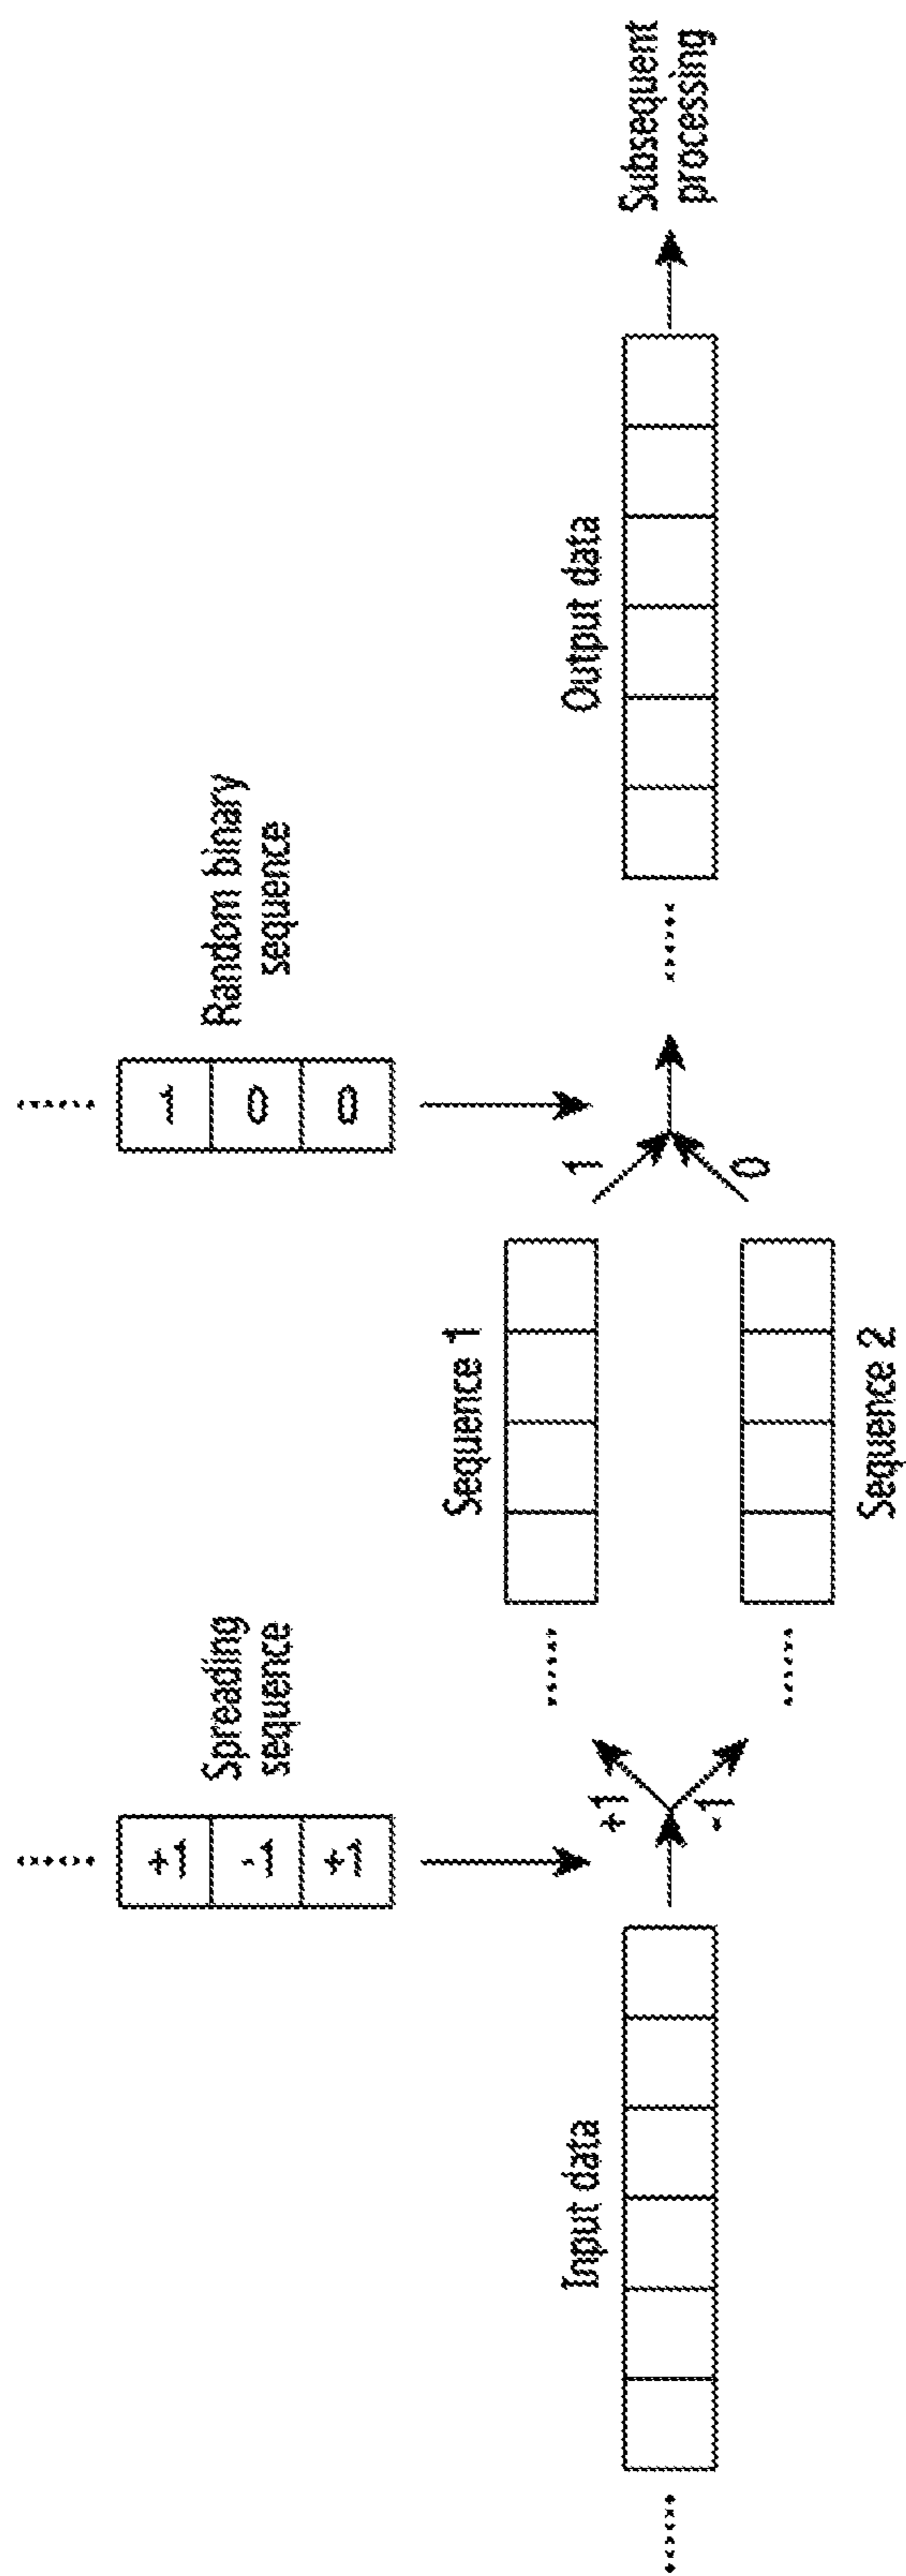 Spreading
sequence
+1
-1
+1
Random binary
sequence
1
0
0
Input data
+1
-1
Sequence 1
Sequence 2
1
0
Output data
Subsequent
processing